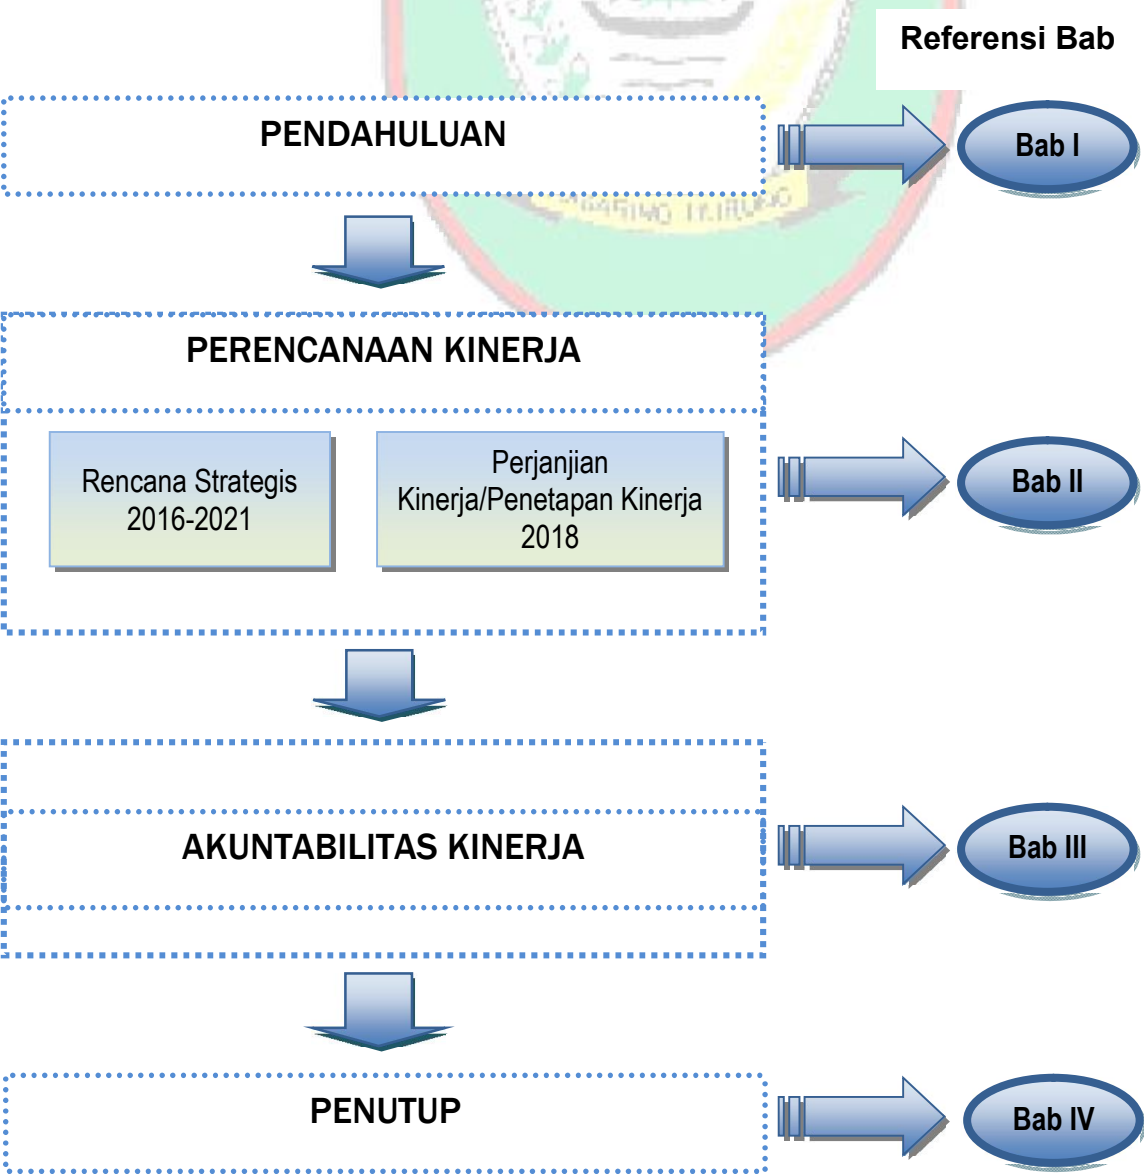 Referensi Bab
PENDAHULUAN
Bab I
PERENCANAAN KINERJA
Rencana Strategis
2016-2021
Perjanjian
Kinerja/Penetapan Kinerja
2018
Bab II
AKUNTABILITAS KINERJA
Bab III
PENUTUP
Bab IV